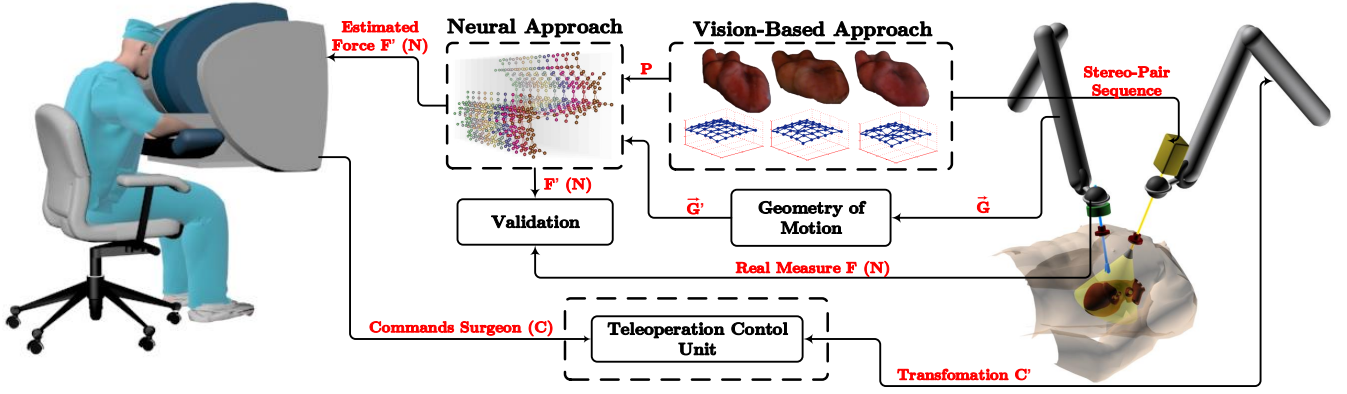 Estimated
Force F' (N)
Neural Approach
Vision-Based Approach
P
Stereo-Pair
Sequence
F' (N)
Validation
G⃗'
Geometry of
Motion
G⃗
Real Measure F (N)
Commands Surgeon (C)
Teleoperation Contol
Unit
Transfomation C'